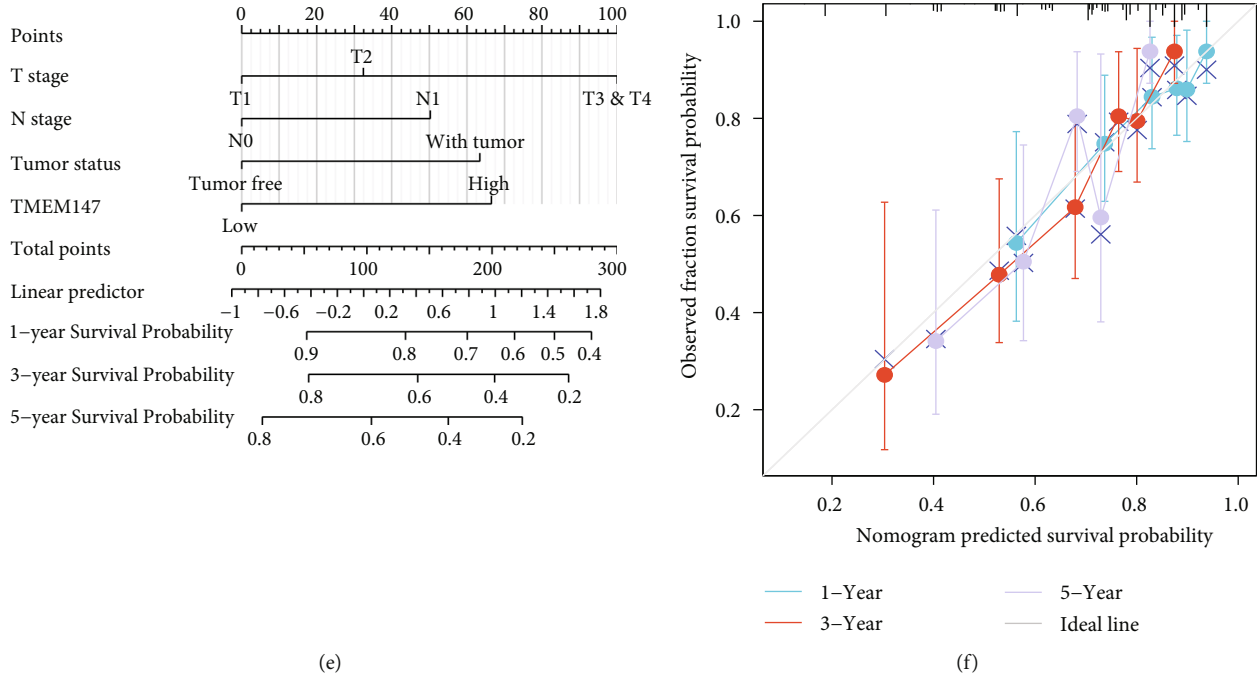 0 20 40 60 80 100
Points
T2
T stage
T1 N1 T3 & T4
N stage
N0 With tumor
Tumor status
Tumor free High
TMEM147
Low
Total points
0 100 200 300
Linear predictor
−1 −0.6 −0.2 0.2 0.6 1 1.4 1.8
1−year Survival Probability
0.9 0.8 0.7 0.6 0.5 0.4
3−year Survival Probability
0.8 0.6 0.4 0.2
5−year Survival Probability
0.8 0.6 0.4 0.2
(e)
Observed fraction survival probability
1.0
0.8
0.6
0.4
0.2
0.2 0.4 0.6 0.8 1.0
Nomogram predicted survival probability
1−Year 5−Year
3−Year Ideal line
(f)